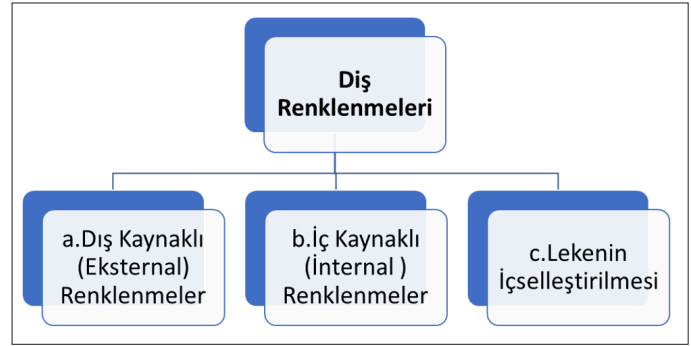 Diş
Renklenmeleri
a.Dış Kaynaklı
(Eksternal)
Renklenmeler
b.İç Kaynaklı
(İnternal )
Renklenmeler
c.Lekenin
İçselleştirilmesi